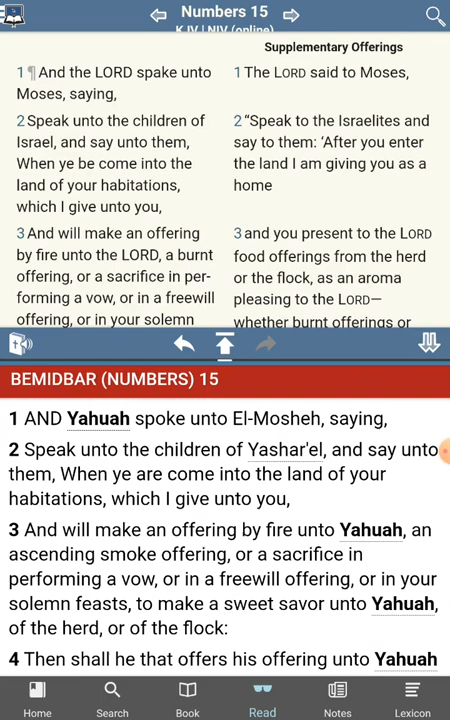 Numbers 15
KJV | NIV (online)
Supplementary Offerings
1 ¶ And the LORD spake unto
Moses, saying,
2 Speak unto the children of
Israel, and say unto them,
When ye be come into the
land of your habitations,
which I give unto you,
3 And will make an offering
by fire unto the LORD, a burnt
offering, or a sacrifice in per-
forming a vow, or in a freewill
offering, or in your solemn
1 The LORD said to Moses,
2 “Speak to the Israelites and
say to them: ‘After you enter
the land I am giving you as a
home
3 and you present to the LORD
food offerings from the herd
or the flock, as an aroma
pleasing to the LORD—
whether burnt offerings or
BEMIDBAR (NUMBERS) 15
1 AND Yahuah spoke unto El-Mosheh, saying,
2 Speak unto the children of Yashar'el, and say unto
them, When ye are come into the land of your
habitations, which I give unto you,
3 And will make an offering by fire unto Yahuah, an
ascending smoke offering, or a sacrifice in
performing a vow, or in a freewill offering, or in your
solemn feasts, to make a sweet savor unto Yahuah,
of the herd, or of the flock:
4 Then shall he that offers his offering unto Yahuah
Home Search Book Read Notes Lexicon